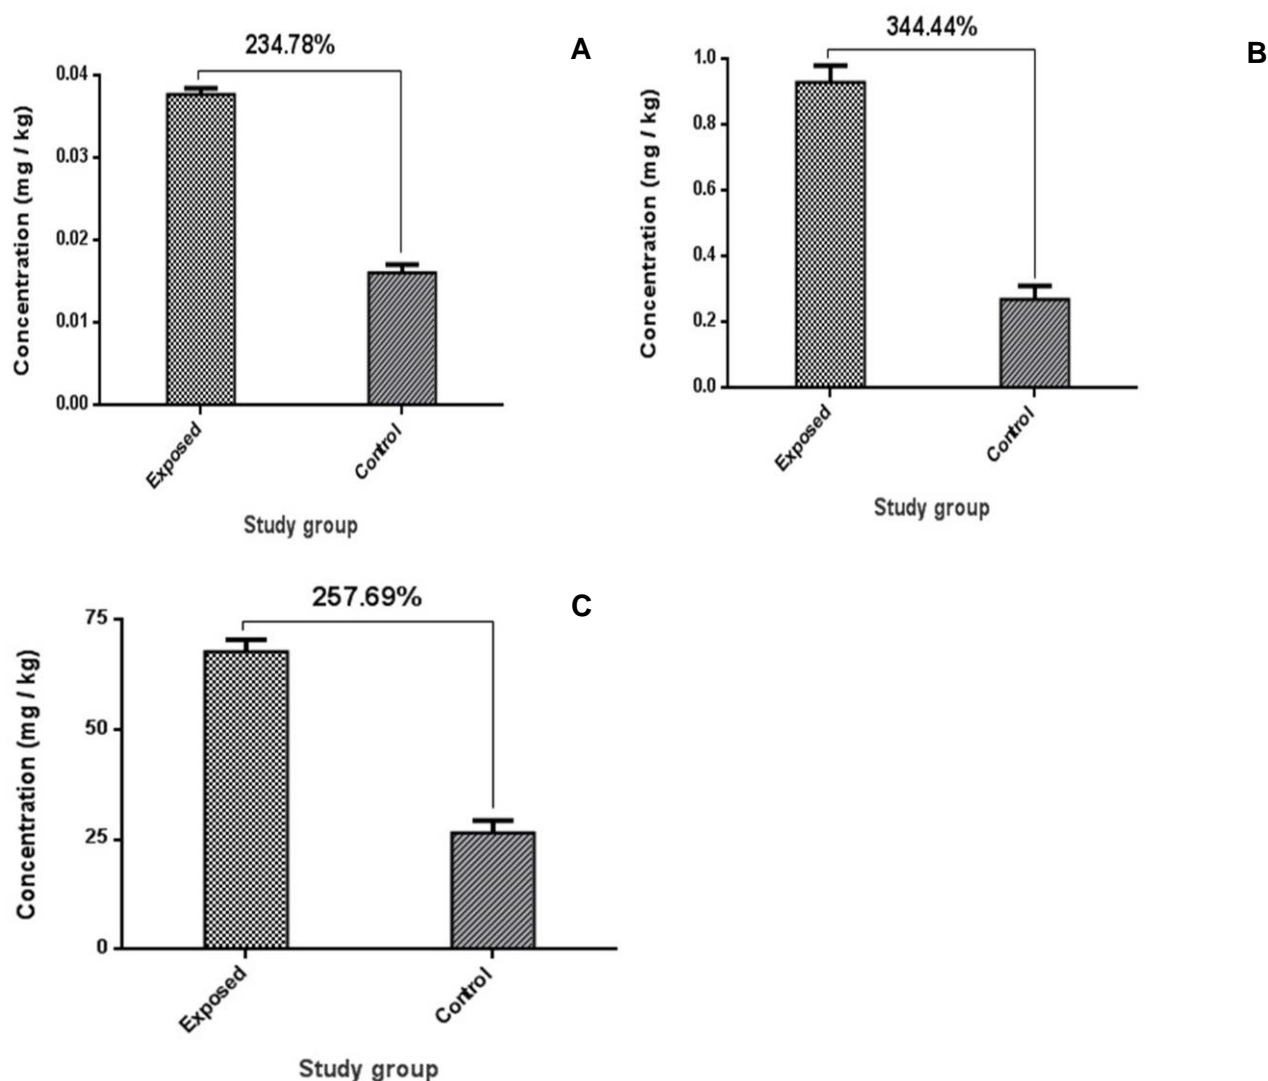 234.78%
A
0.04
0.03
0.02
0.01
0.00
Concentration (mg / kg)
Exposed
Control
Study group
344.44%
B
1.0
0.8
0.6
0.4
0.2
0.0
Concentration (mg / kg)
Exposed
Control
Study group
257.69%
C
75
50
25
0
Concentration (mg / kg)
Exposed
Control
Study group